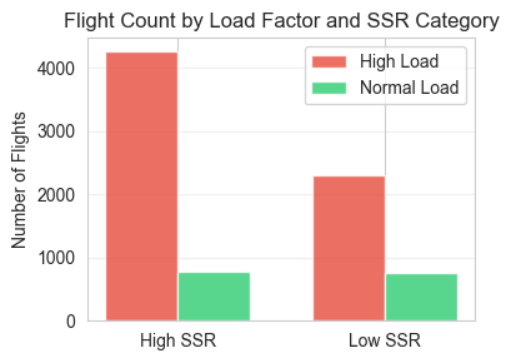 Flight Count by Load Factor and SSR Category
High Load
Normal Load
Number of Flights
4000
3000
2000
1000
0
High SSR
Low SSR